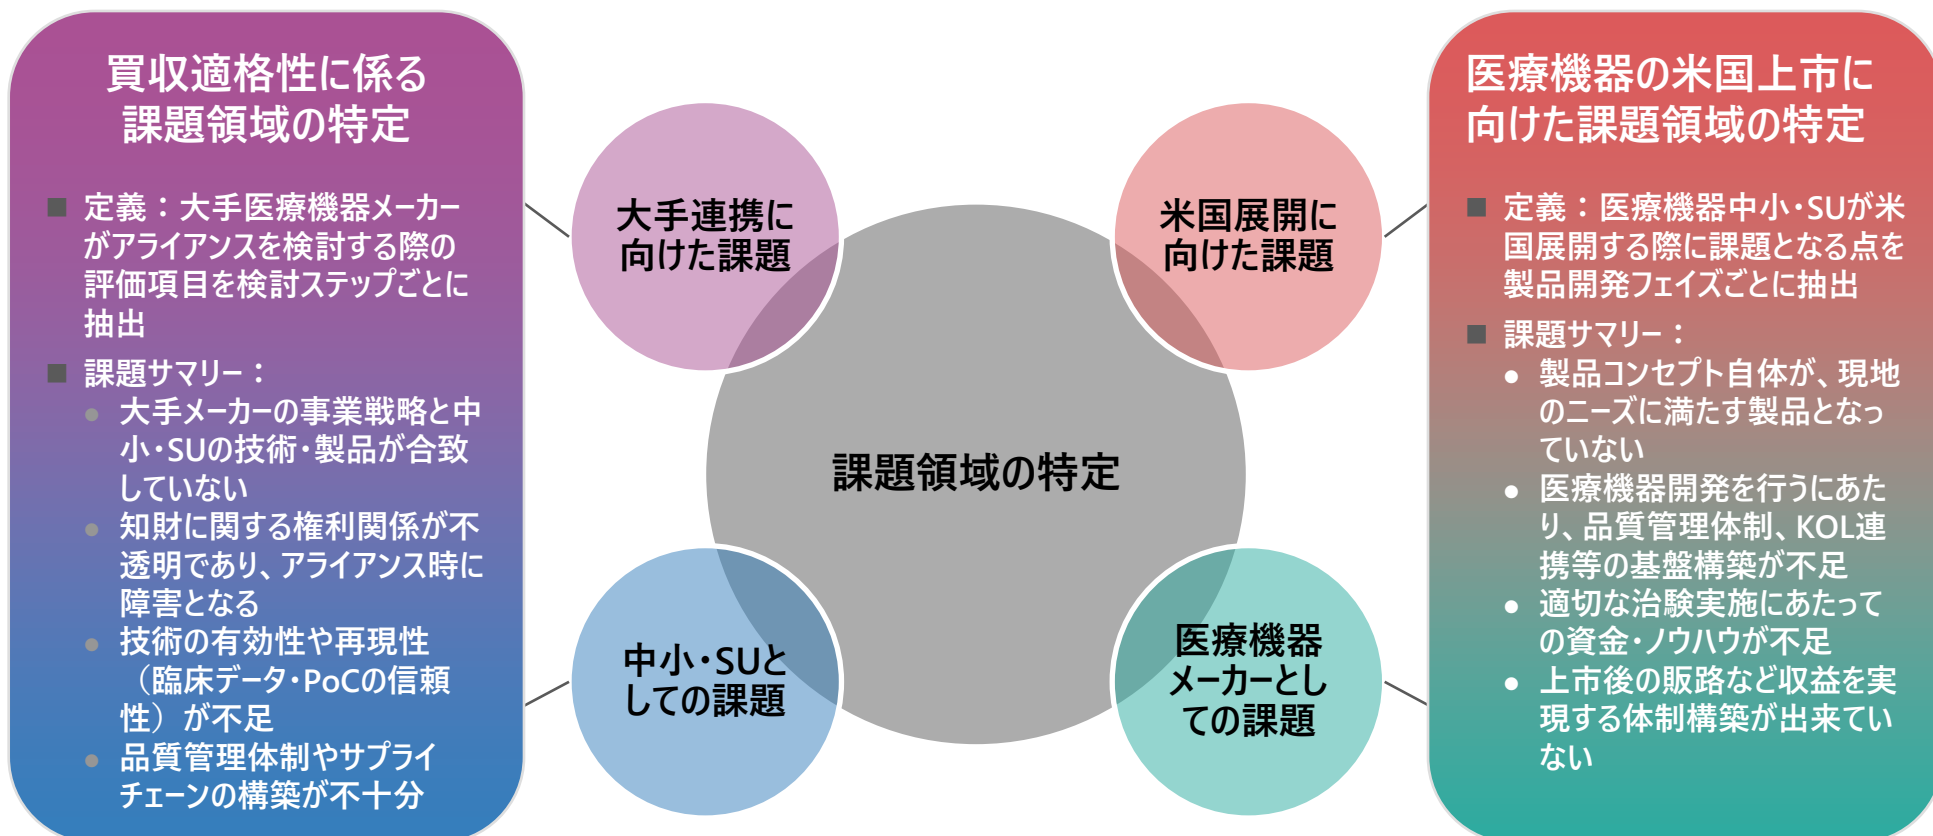 買収適格性に係る
課題領域の特定
■ 定義：大手医療機器メーカー
がアライアンスを検討する際の
評価項目を検討ステップごとに
抽出
■ 課題サマリー：
● 大手メーカーの事業戦略と中
小・SUの技術・製品が合致
していない
● 知財に関する権利関係が不
透明であり、アライアンス時に
障害となる
● 技術の有効性や再現性
（臨床データ・PoCの信頼
性）が不足
● 品質管理体制やサプライ
チェーンの構築が不十分
大手連携に
向けた課題
米国展開に
向けた課題
課題領域の特定
中小・SUと
しての課題
医療機器
メーカーとし
ての課題
医療機器の米国上市に
向けた課題領域の特定
■ 定義：医療機器中小・SUが米
国展開する際に課題となる点を
製品開発フェイズごとに抽出
■ 課題サマリー：
● 製品コンセプト自体が、現地
のニーズに満たす製品となっ
ていない
● 医療機器開発を行うにあた
り、品質管理体制、KOL連
携等の基盤構築が不足
● 適切な治験実施にあたって
の資金・ノウハウが不足
● 上市後の販路など収益を実
現する体制構築が出来てい
ない